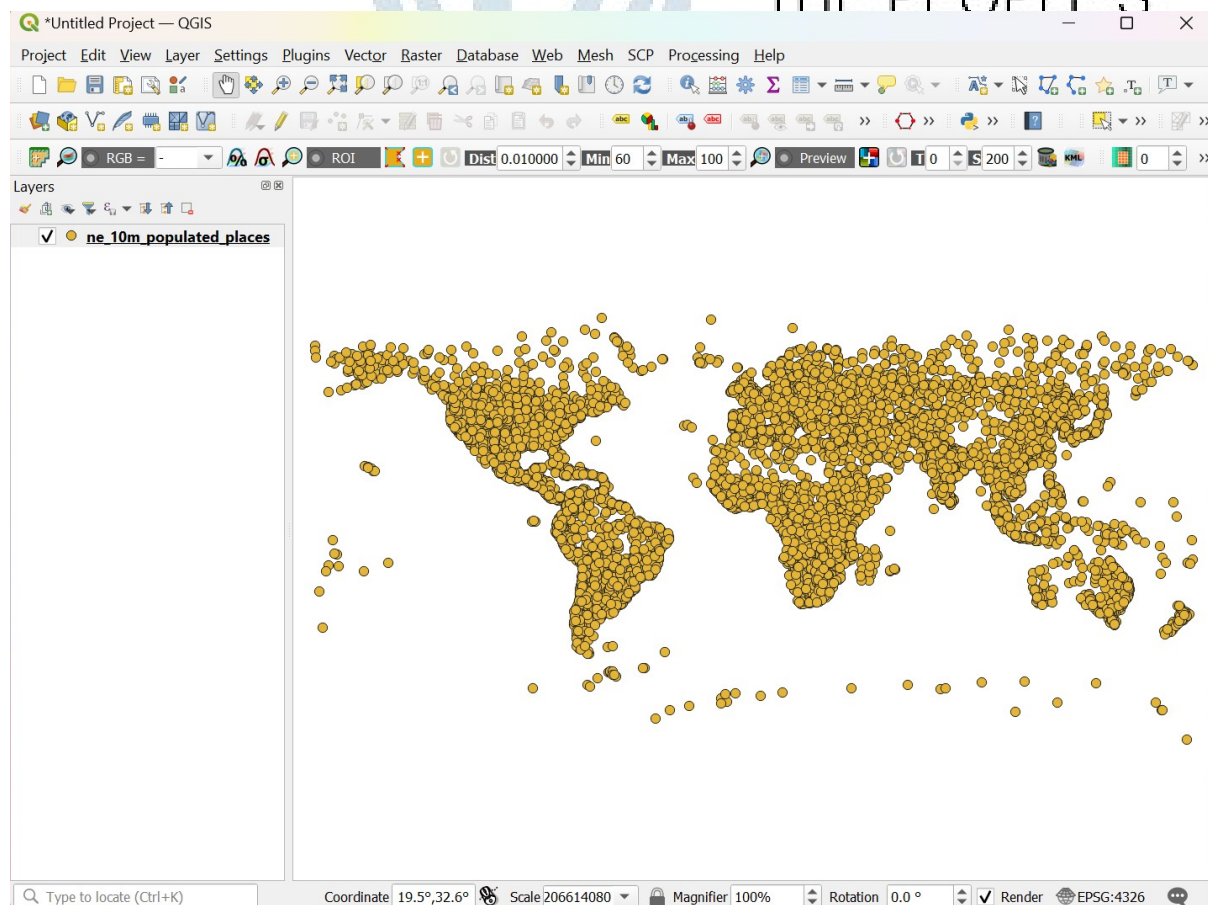 *Untitled Project — QGIS
Project Edit View Layer Settings Plugins Vector Raster Database Web Mesh SCP Processing Help
RGB = - ROI Dist 0.010000 Min 60 Max 100 Preview T 0 S 200 KML 0
Layers
ne_10m_populated_places
Type to locate (Ctrl+K) Coordinate 19.5°,32.6° Scale 206614080 Magnifier 100% Rotation 0.0 ° Render EPSG:4326